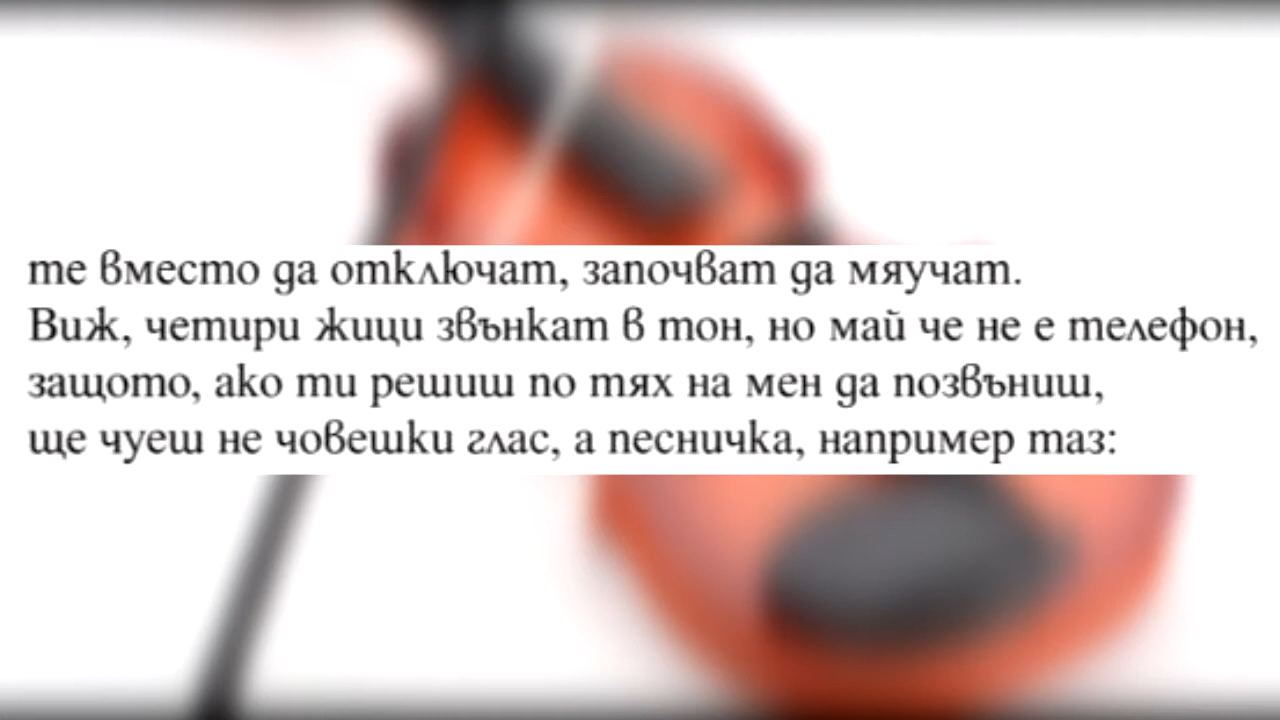 те вместо да отключат, започват да мяучат.
Виж, четири жици звънкат в тон, но май че не е телефон,
защото, ако ти решиш по тях на мен да позвъниш,
ще чуеш не човешки глас, а песничка, например таз: